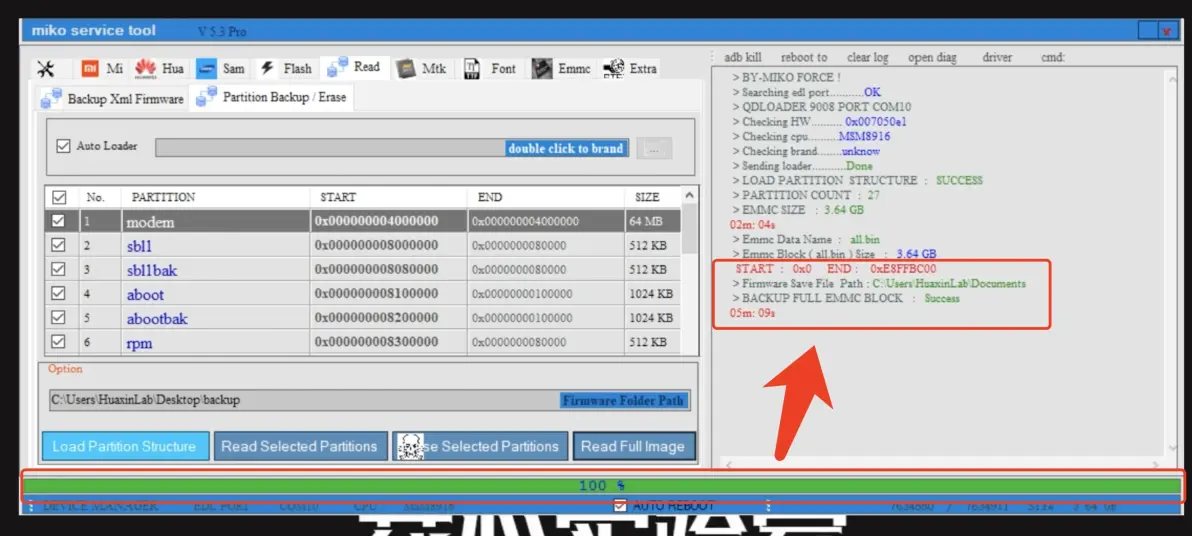 miko service tool V 5.3 Pro
Mi Hua Sam Flash Read Mtk Font Emmc Extra
Backup Xml Firmware Partition Backup / Erase
Auto Loader double click to brand ...
No. PARTITION START END SIZE
1 modem 0x000000004000000 0x000000004000000 64 MB
2 sbl1 0x000000008000000 0x00000000080000 512 KB
3 sbl1bak 0x000000008080000 0x00000000080000 512 KB
4 aboot 0x000000008100000 0x00000000100000 1024 KB
5 abootbak 0x000000008200000 0x00000000100000 1024 KB
6 rpm 0x000000008300000 0x00000000080000 512 KB
Option
C:\Users\HuaxinLab\Desktop\backup Firmware Folder Path
Load Partition Structure Read Selected Partitions Selected Partitions Read Full Image
adb kill reboot to clear log open diag driver cmd:
> BY-MIKO FORCE !
> Searching edl port..........OK
> QDLOADER 9008 PORT COM10
> Checking HW......... 0x007050e1
> Checking cpu........MSM8916
> Checking brand.......unknow
> Sending loader..........Done
> LOAD PARTITION STRUCTURE : SUCCESS
> PARTITION COUNT : 27
> EMMC SIZE : 3.64 GB
02m: 04s
> Emmc Data Name : all.bin
> Emmc Block ( all.bin ) Size : 3.64 GB
START : 0x0 END : 0xE8FFBC00
> Firmware Save File Path : C:\Users\HuaxinLab\Documents
> BACKUP FULL EMMC BLOCK : Success
05m: 09s
100 %
DEVICE MANAGER EDL PORT COM10 CPU MSM8916 AUTO REBOOT 3.64 GB